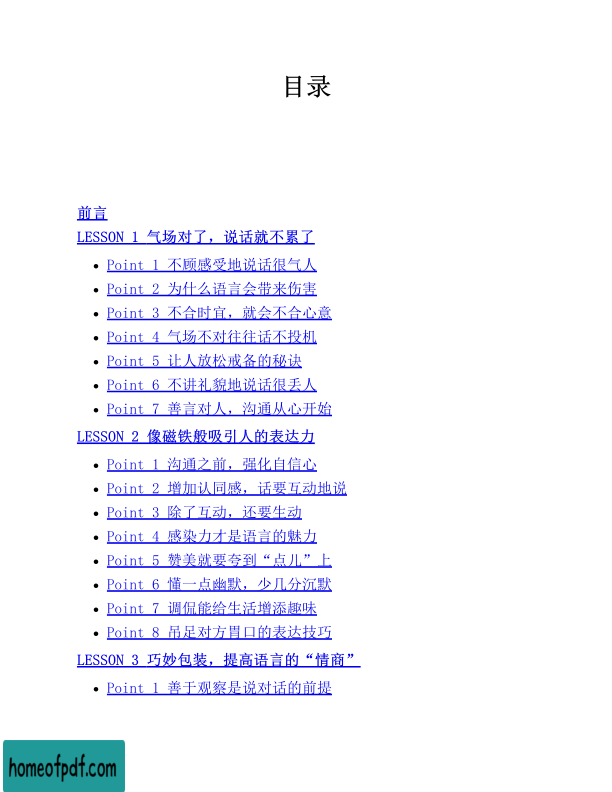 目录
前言
LESSON 1 气场对了，说话就不累了
Point 1 不顾感受地说话很气人
Point 2 为什么语言会带来伤害
Point 3 不合时宜，就会不合心意
Point 4 气场不对往往话不投机
Point 5 让人放松戒备的秘诀
Point 6 不讲礼貌地说话很丢人
Point 7 善言对人，沟通从心开始
LESSON 2 像磁铁般吸引人的表达力
Point 1 沟通之前，强化自信心
Point 2 增加认同感，话要互动地说
Point 3 除了互动，还要生动
Point 4 感染力才是语言的魅力
Point 5 赞美就要夸到“点儿”上
Point 6 懂一点幽默，少几分沉默
Point 7 调侃能给生活增添趣味
Point 8 吊足对方胃口的表达技巧
LESSON 3 巧妙包装，提高语言的“情商”
Point 1 善于观察是说对话的前提
homeofpdf.com